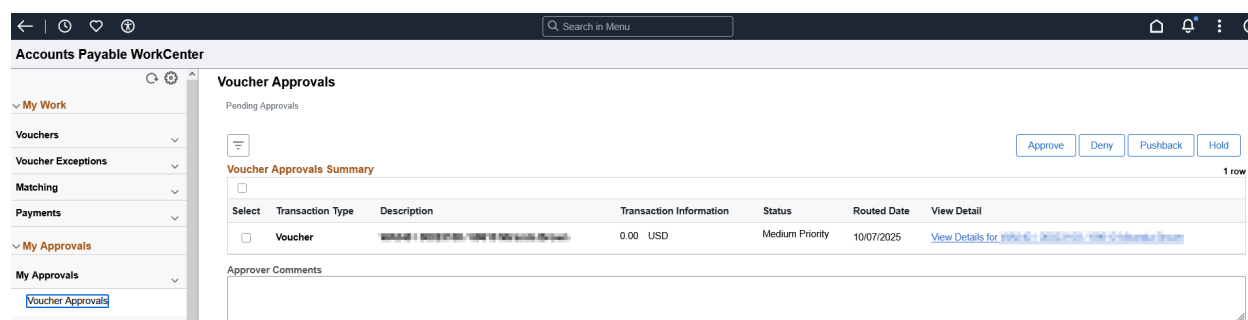 Search in Menu
Accounts Payable WorkCenter
My Work
Vouchers
Voucher Exceptions
Matching
Payments
My Approvals
My Approvals
Voucher Approvals
Voucher Approvals
Pending Approvals
Approve Deny Pushback Hold
Voucher Approvals Summary
1 row
Select Transaction Type Description Transaction Information Status Routed Date View Detail
Voucher 0.00 USD Medium Priority 10/07/2025 View Details for
Approver Comments